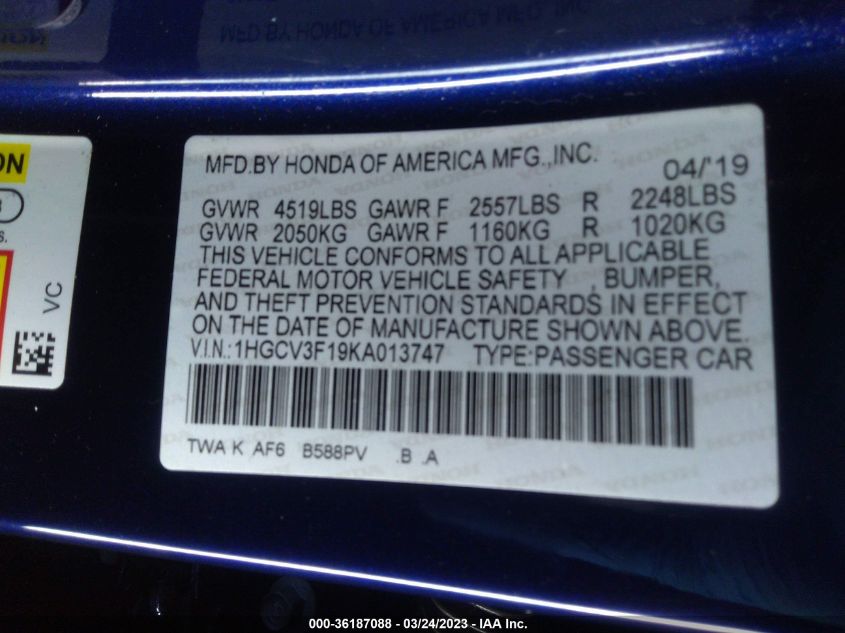 MFD.BY HONDA OF AMERICA MFG.,INC.
04/'19
GVWR 4519LBS GAWR F 2557LBS R 2248LBS
GVWR 2050KG GAWR F 1160KG R 1020KG
THIS VEHICLE CONFORMS TO ALL APPLICABLE
FEDERAL MOTOR VEHICLE SAFETY , BUMPER,
AND THEFT PREVENTION STANDARDS IN EFFECT
ON THE DATE OF MANUFACTURE SHOWN ABOVE.
V.I.N.:1HGCV3F19KA013747 TYPE:PASSENGER CAR
TWA K AF6 B588PV .B .A
VC
000-36187088 - 03/24/2023 - IAA Inc.